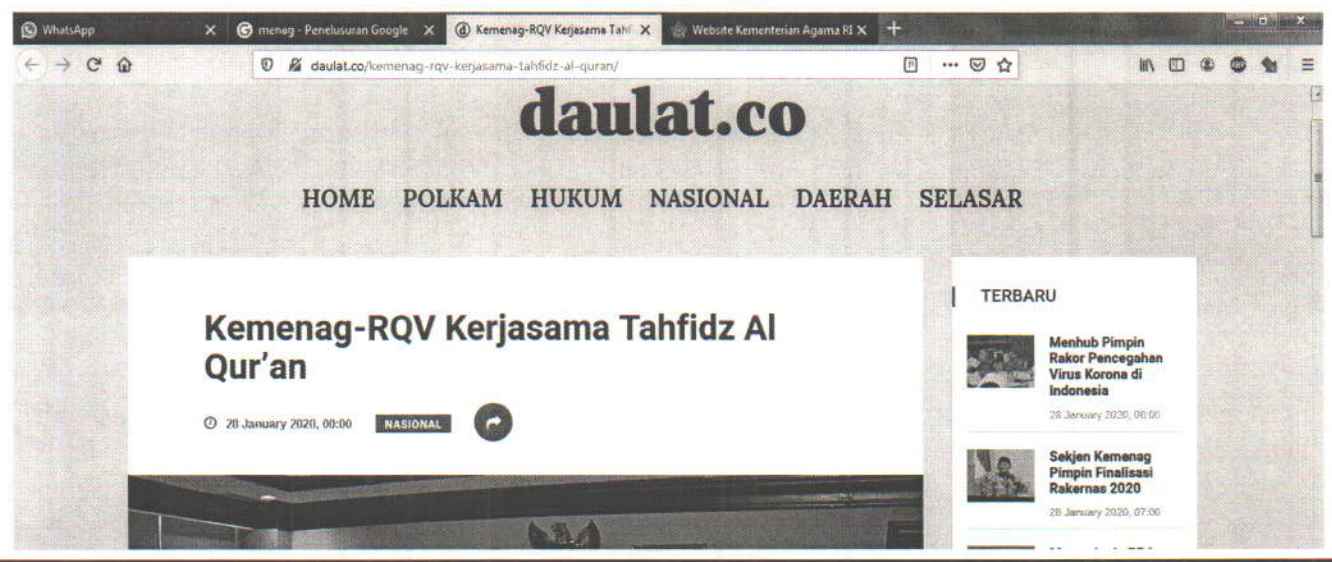 WhatsApp
menag - Penelusuran Google
Kemenag-RQV Kerjasama Tahf
Website Kementerian Agama RI
daulat.co/kemenag-rqv-kerjasama-tahfidz-al-quran/
daulat.co
HOME POLKAM HUKUM NASIONAL DAERAH SELASAR
Kemenag-RQV Kerjasama Tahfidz Al
Qur'an
28 January 2020, 00:00 NASIONAL
TERBARU
Menhub Pimpin
Rakor Pencegahan
Virus Korona di
Indonesia
28 January 2020, 08:00
Sekjen Kemenag
Pimpin Finalisasi
Rakernas 2020
28 January 2020, 07:00